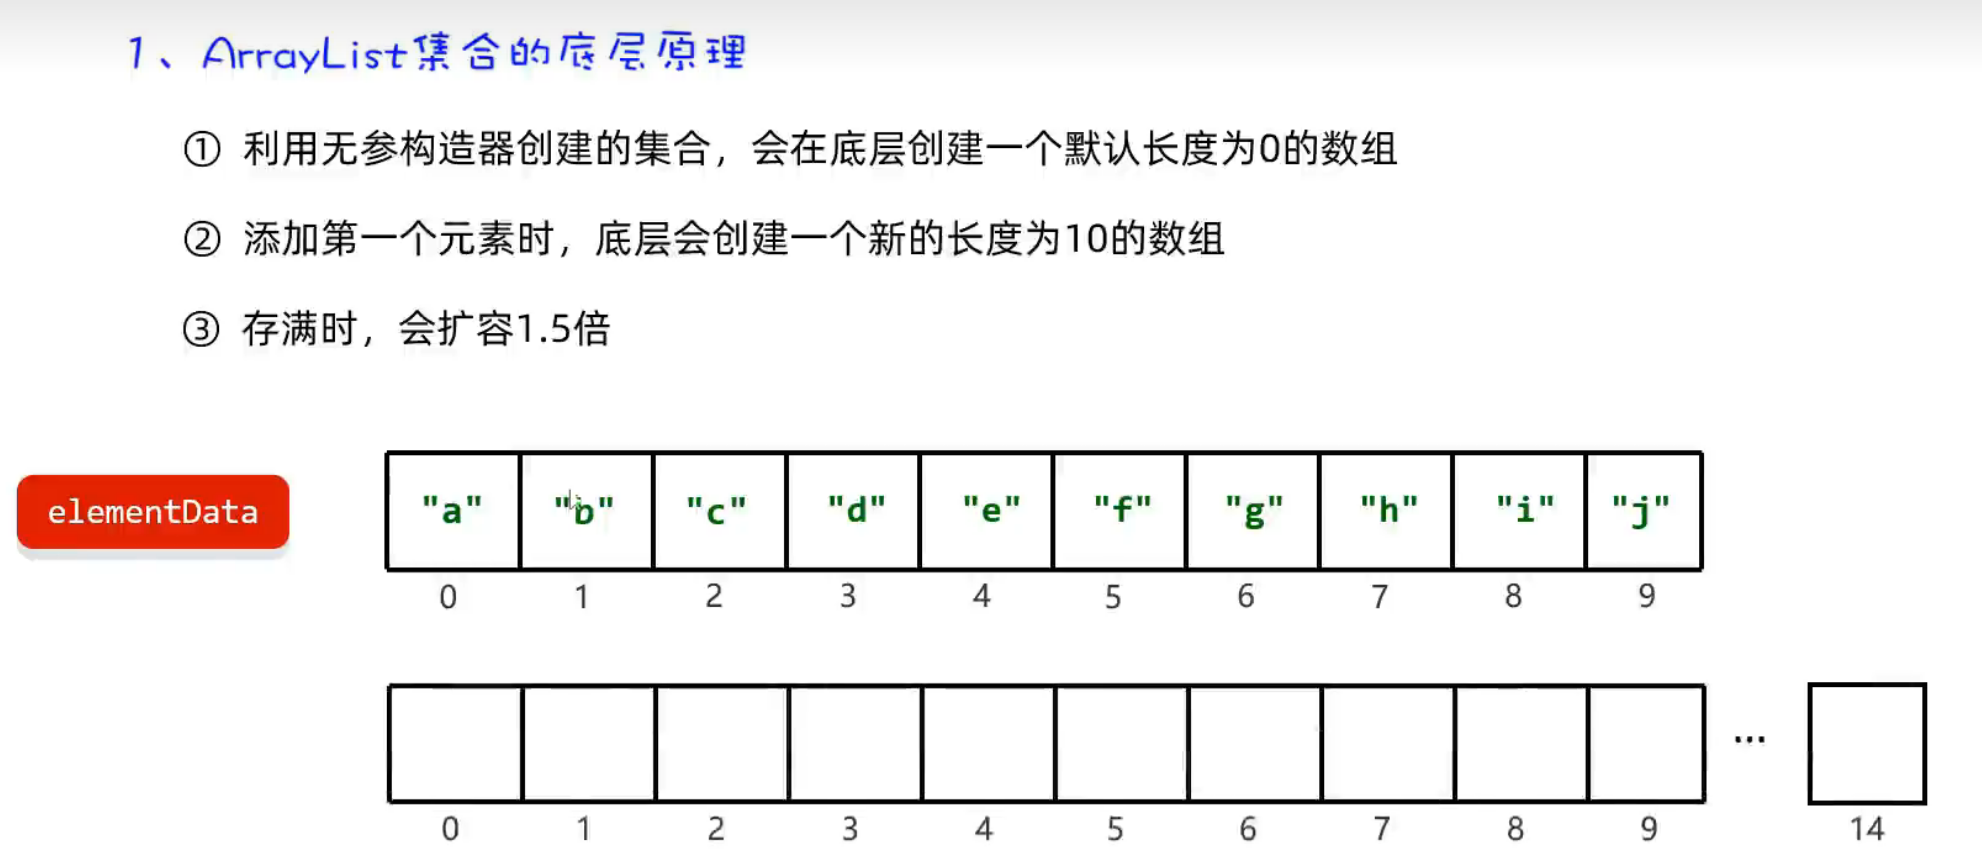 1、ArrayList集合的底层原理
① 利用无参构造器创建的集合，会在底层创建一个默认长度为0的数组
② 添加第一个元素时，底层会创建一个新的长度为10的数组
③ 存满时，会扩容1.5倍
elementData "a" "b" "c" "d" "e" "f" "g" "h" "i" "j"
0 1 2 3 4 5 6 7 8 9
...
0 1 2 3 4 5 6 7 8 9 14